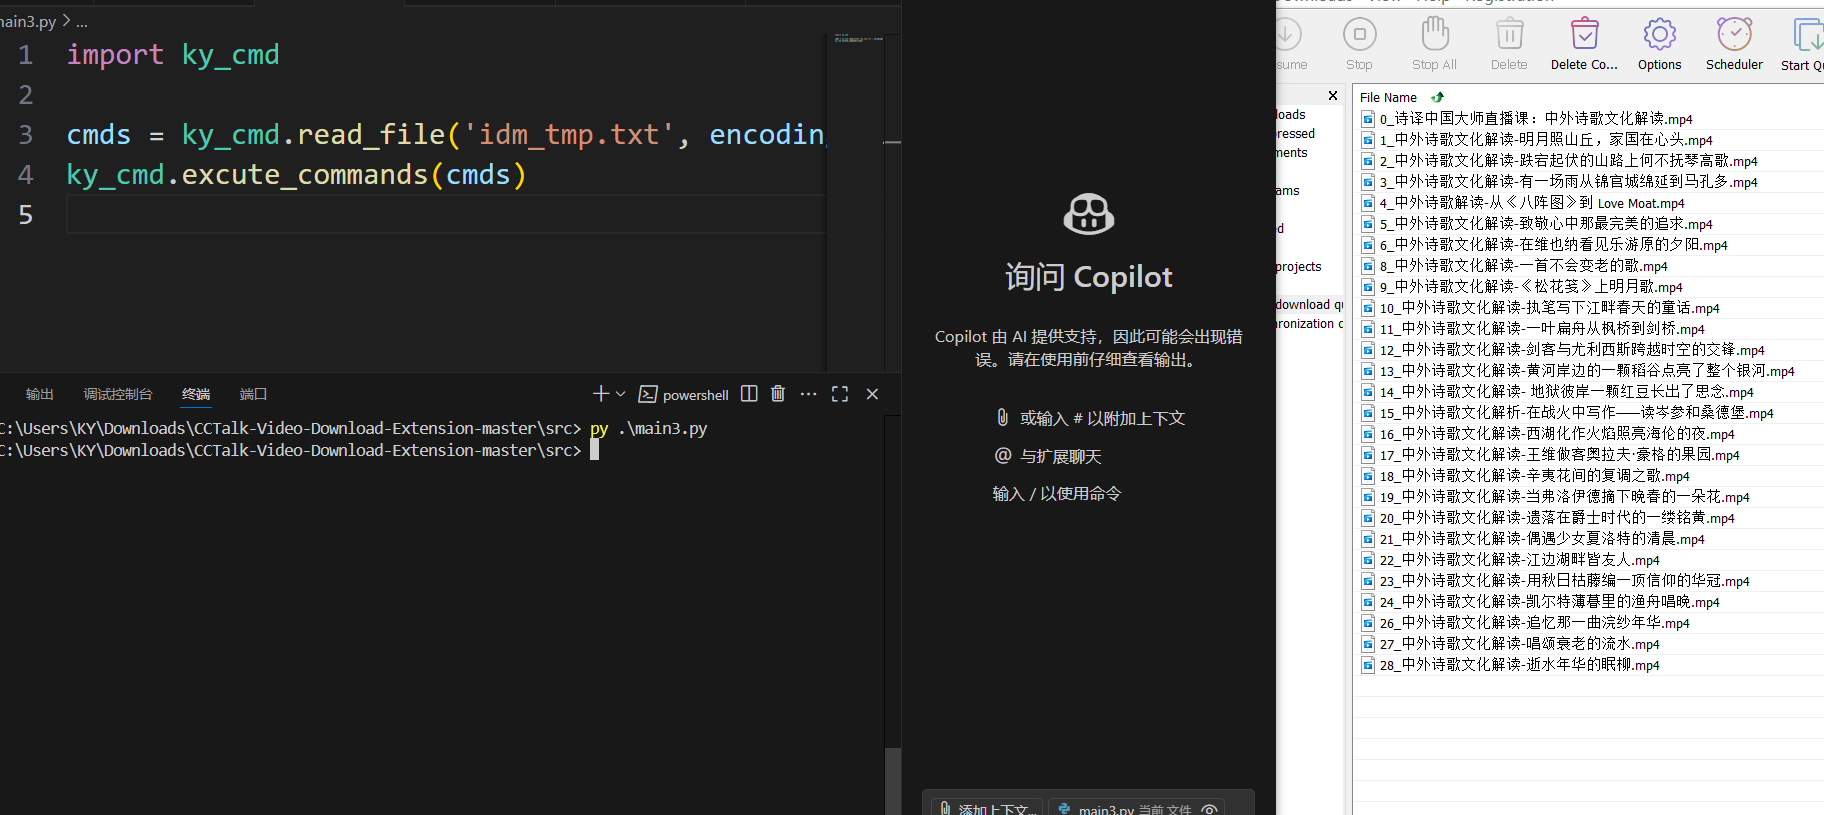 main3.py > ...
1 import ky_cmd
2
3 cmds = ky_cmd.read_file('idm_tmp.txt', encoding
4 ky_cmd.excute_commands(cmds)
5
输出 调试控制台 终端 端口
powershell
C:\Users\KY\Downloads\CCTalk-Video-Download-Extension-master\src> py .\main3.py
C:\Users\KY\Downloads\CCTalk-Video-Download-Extension-master\src>
询问 Copilot
Copilot 由 AI 提供支持，因此可能会出现错
误。请在使用前仔细查看输出。
或输入 # 以附加上下文
@ 与扩展聊天
输入 / 以使用命令
添加上下文... main3.py 当前文件
Downloads View Help Registration
sume Stop Stop All Delete Delete Co... Options Scheduler Start Qu
loads
pressed
ments
ams
ed
projects
download qu
hronization q
File Name
0_诗译中国大师直播课：中外诗歌文化解读.mp4
1_中外诗歌文化解读-明月照山丘，家国在心头.mp4
2_中外诗歌文化解读-跌宕起伏的山路上何不抚琴高歌.mp4
3_中外诗歌文化解读-有一场雨从锦官城绵延到马孔多.mp4
4_中外诗歌解读-从《八阵图》到 Love Moat.mp4
5_中外诗歌文化解读-致敬心中那最完美的追求.mp4
6_中外诗歌文化解读-在维也纳看见乐游原的夕阳.mp4
8_中外诗歌文化解读-一首不会变老的歌.mp4
9_中外诗歌文化解读-《松花笺》上明月歌.mp4
10_中外诗歌文化解读-执笔写下江畔春天的童话.mp4
11_中外诗歌文化解读-一叶扁舟从枫桥到剑桥.mp4
12_中外诗歌文化解读-剑客与尤利西斯跨越时空的交锋.mp4
13_中外诗歌文化解读-黄河岸边的一颗稻谷点亮了整个银河.mp4
14_中外诗歌文化解读- 地狱彼岸一颗红豆长出了思念.mp4
15_中外诗歌文化解析-在战火中写作——读岑参和桑德堡.mp4
16_中外诗歌文化解读-西湖化作火焰照亮海伦的夜.mp4
17_中外诗歌文化解读-王维做客奥拉夫·豪格的果园.mp4
18_中外诗歌文化解读-辛夷花间的复调之歌.mp4
19_中外诗歌文化解读-当弗洛伊德摘下晚春的一朵花.mp4
20_中外诗歌文化解读-遗落在爵士时代的一缕铭黄.mp4
21_中外诗歌文化解读-偶遇少女夏洛特的清晨.mp4
22_中外诗歌文化解读-江边湖畔皆友人.mp4
23_中外诗歌文化解读-用秋日枯藤编一顶信仰的华冠.mp4
24_中外诗歌文化解读-凯尔特薄暮里的渔舟唱晚.mp4
26_中外诗歌文化解读-追忆那一曲浣纱年华.mp4
27_中外诗歌文化解读-唱颂衰老的流水.mp4
28_中外诗歌文化解读-逝水年华的眠柳.mp4